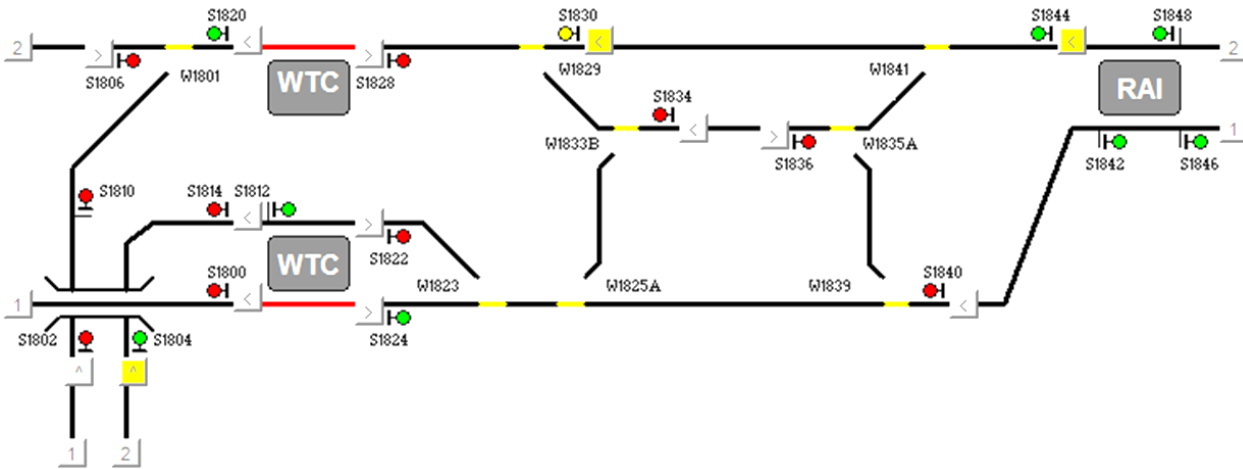 S1820
S1830
S1844
S1848
2
<
<
<
2
>
>
S1806
W1801
WTC
S1828
W1829
W1841
RAI
S1834
<
>
1
W1833B
S1836
W1835A
S1842
S1846
S1810
S1814
S1812
<
>
WTC
S1822
S1800
W1823
W1825A
W1839
S1840
1
<
>
<
S1802
S1804
S1824
^
^
1
2